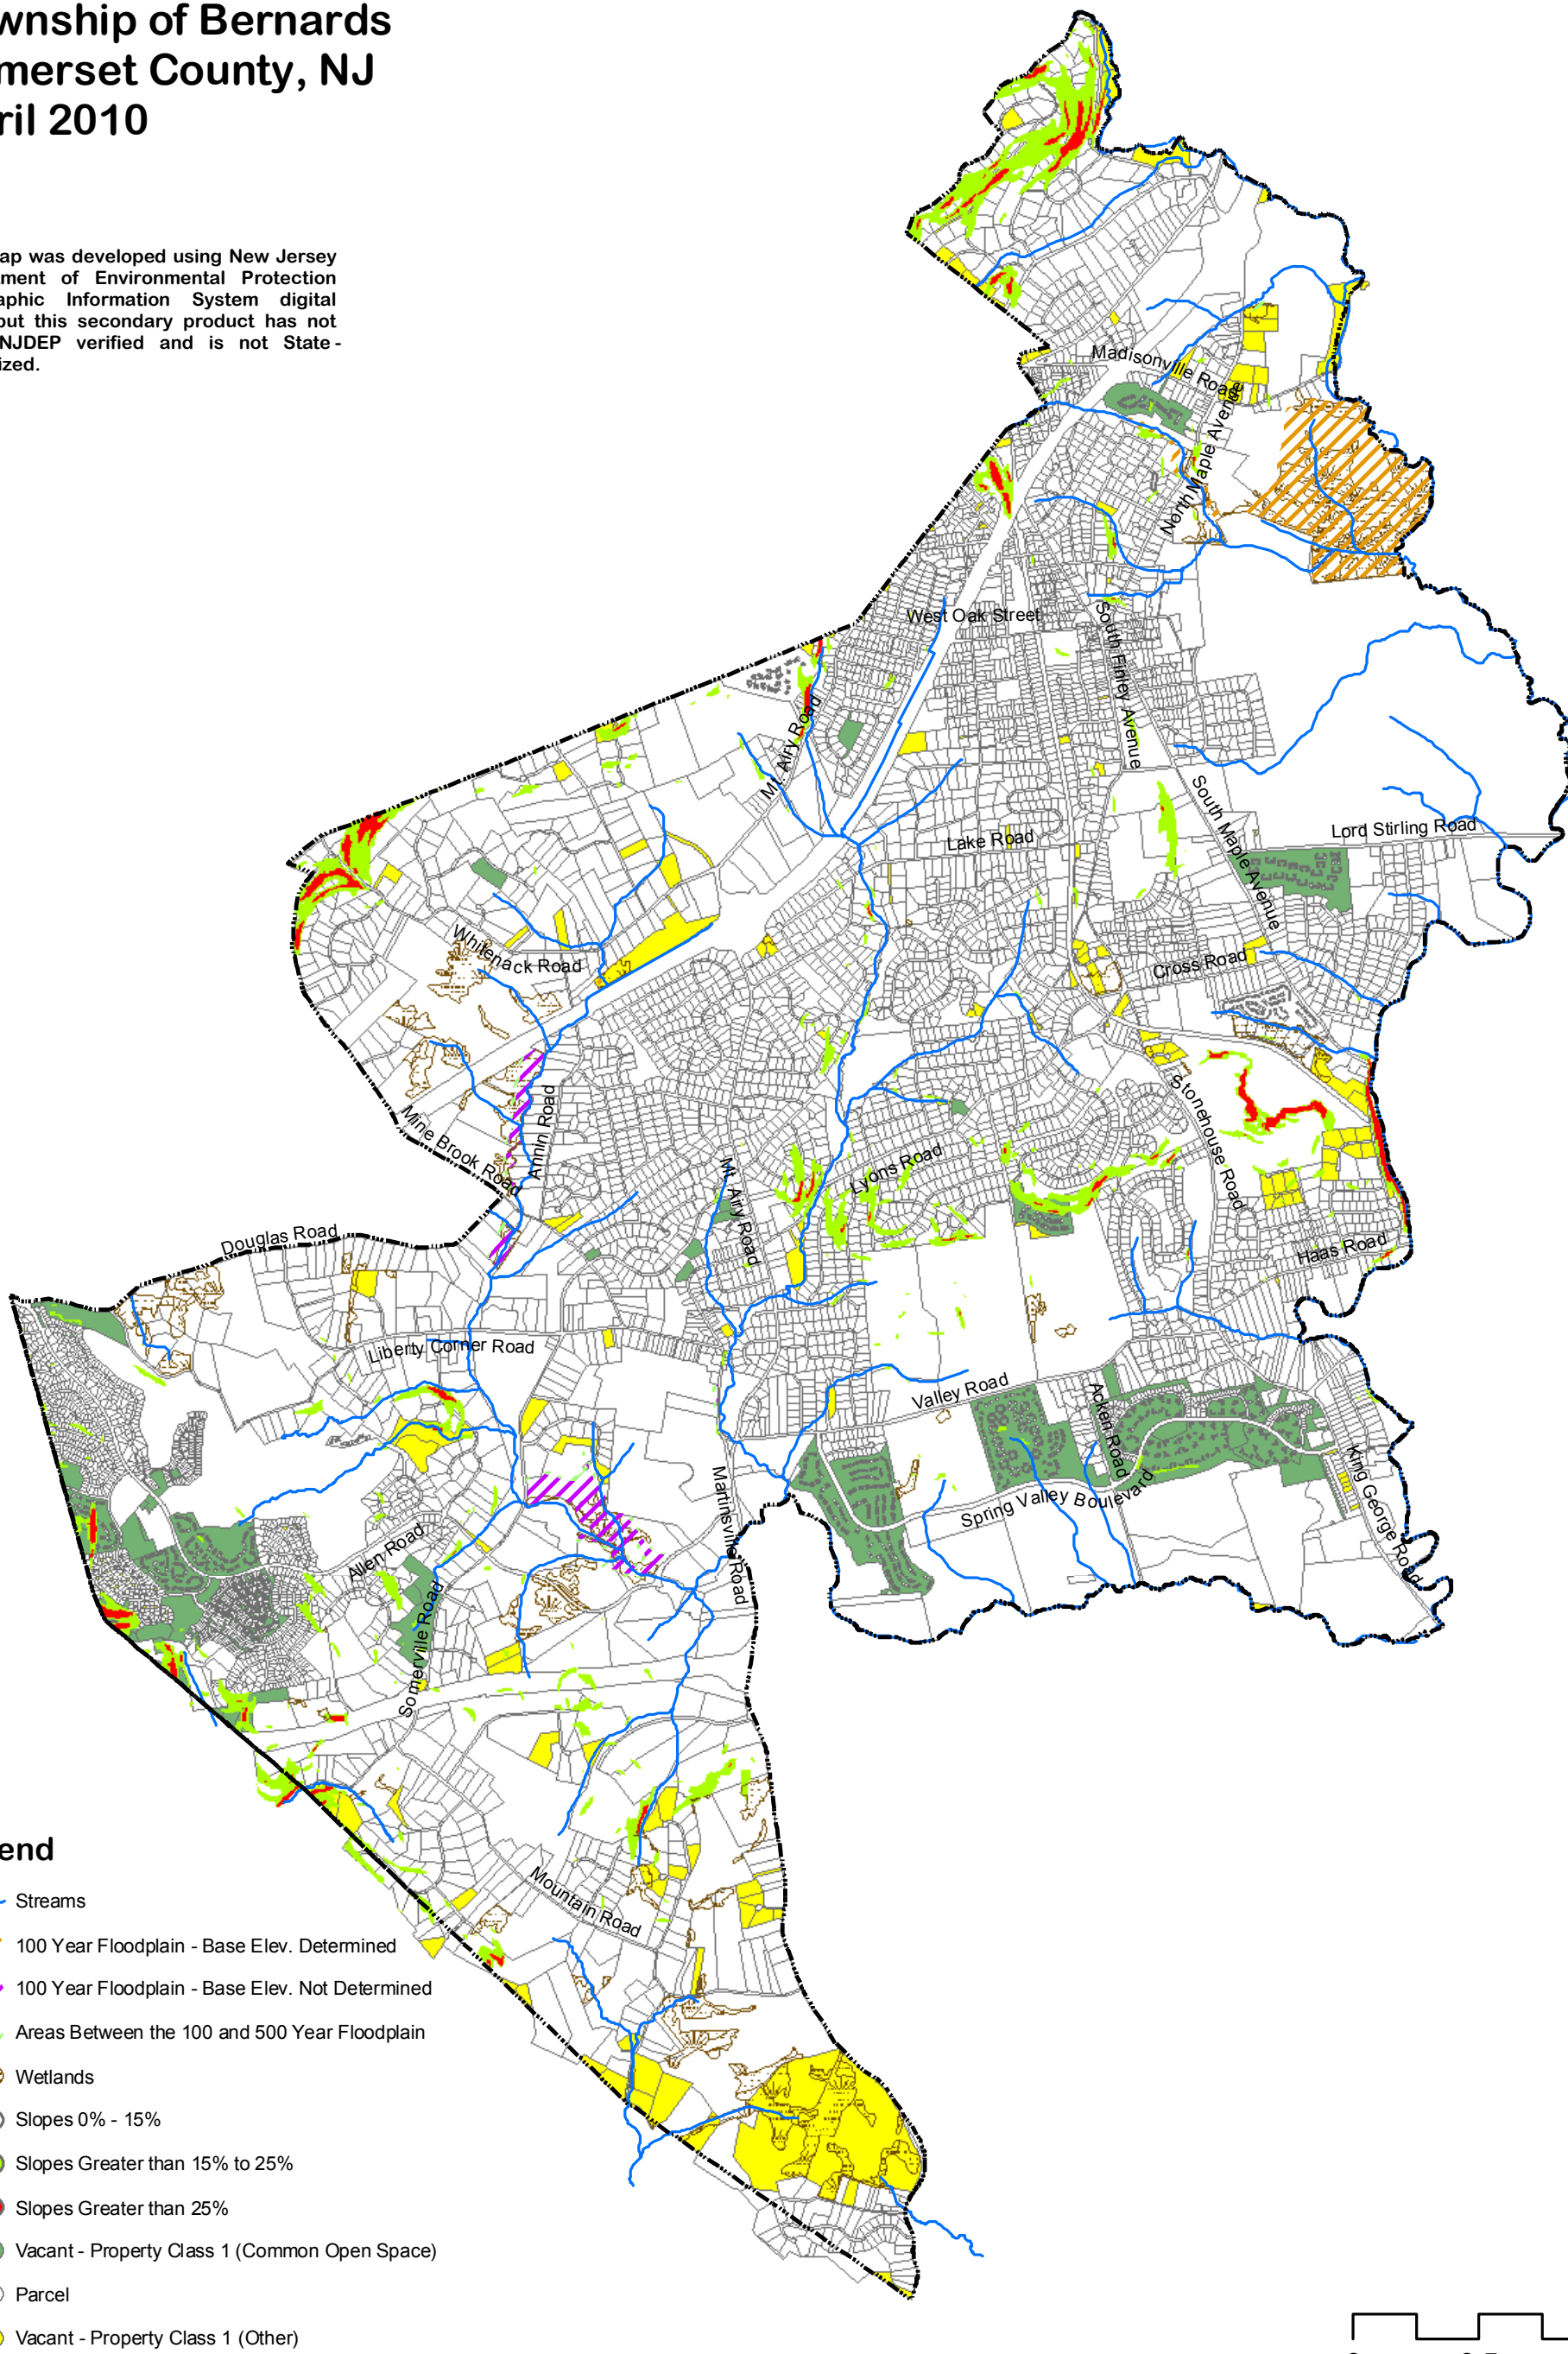 wnship of Bernards
merset County, NJ
ril 2010
ap was developed using New Jersey
ment of Environmental Protection
aphic Information System digital
but this secondary product has not
NJDEP verified and is not State-
ized.
Madisonville Road
North Maple Avenue
West Oak Street
South Finley Avenue
Mt. Airy Road
South Maple Avenue
Lord Stirling Road
Lake Road
Whitenack Road
Cross Road
Mine Brook Road
Annin Road
Stonehouse Road
Lyons Road
Mt. Airy Road
Douglas Road
Haas Road
Liberty Corner Road
Valley Road
Acken Road
King George Road
Martinsville Road
Spring Valley Boulevard
Allen Road
Somerville Road
Mountain Road
end
Streams
100 Year Floodplain - Base Elev. Determined
100 Year Floodplain - Base Elev. Not Determined
Areas Between the 100 and 500 Year Floodplain
Wetlands
Slopes 0% - 15%
Slopes Greater than 15% to 25%
Slopes Greater than 25%
Vacant - Property Class 1 (Common Open Space)
Parcel
Vacant - Property Class 1 (Other)